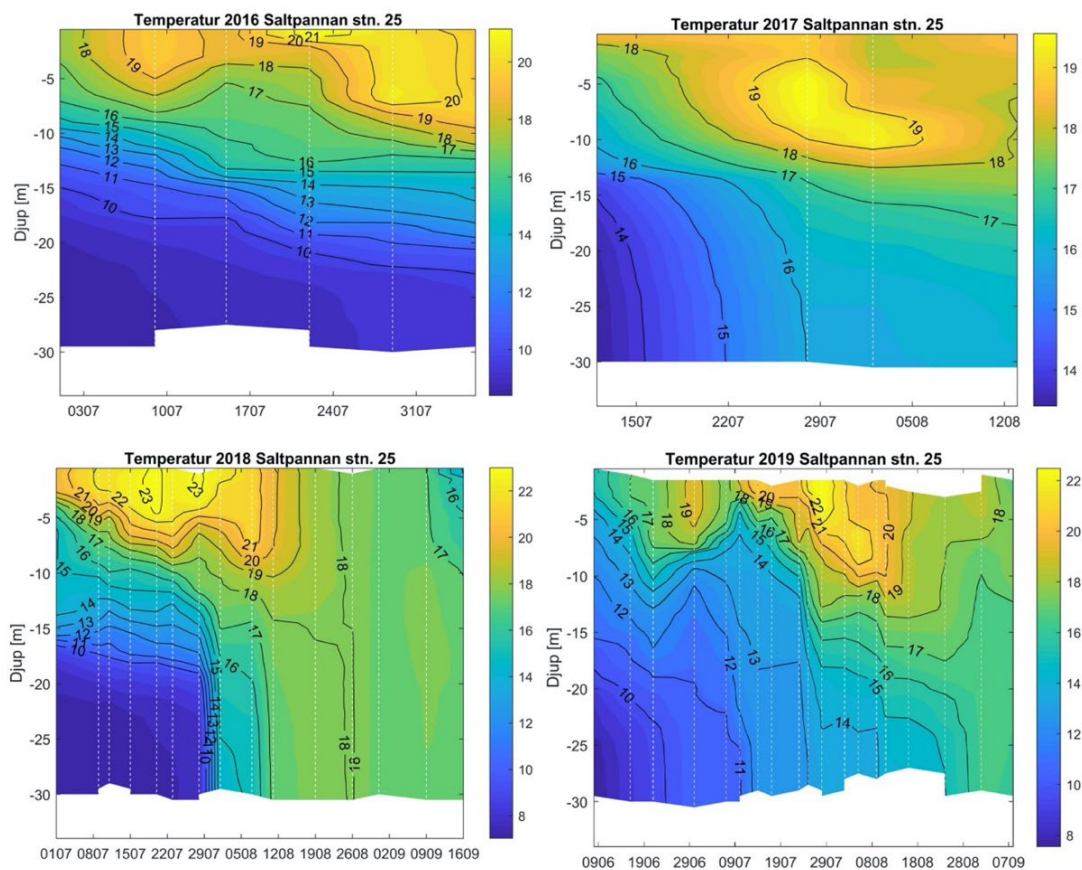 Temperatur 2016 Saltpannan stn. 25
18 19 19 20 21 20
18 17 20
16 15 14 13 12 11 10
16 15 14 13 12 11 10
19 18 17
-5 -10 -15 -20 -25 -30
Djup [m]
0307 1007 1707 2407 3107
20 18 16 14 12 10
Temperatur 2017 Saltpannan stn. 25
18 19 19 18 18
17 16 15 14
17 17 16 15
-5 -10 -15 -20 -25 -30
Djup [m]
1507 2207 2907 0508 1208
19 18 17 16 15 14
Temperatur 2018 Saltpannan stn. 25
21 22 23 23
20 19 18 17 16 15
14 13 12 10
21 20 19 18 17 16
15 14 13 12 10
18 18 16 17
-5 -10 -15 -20 -25 -30
Djup [m]
0107 0807 1507 2207 2907 0508 1208 1908 2608 0209 0909 1609
22 20 18 16 14 12 10 8
Temperatur 2019 Saltpannan stn. 25
16 15 17 18 19
13 12 10
18 20 19 16 17 15 14
12 13 11
22 21 20 19 18 17 16 15 14
18
-5 -10 -15 -20 -25 -30
Djup [m]
0906 1906 2906 0907 1907 2907 0808 1808 2808 0709
22 20 18 16 14 12 10 8